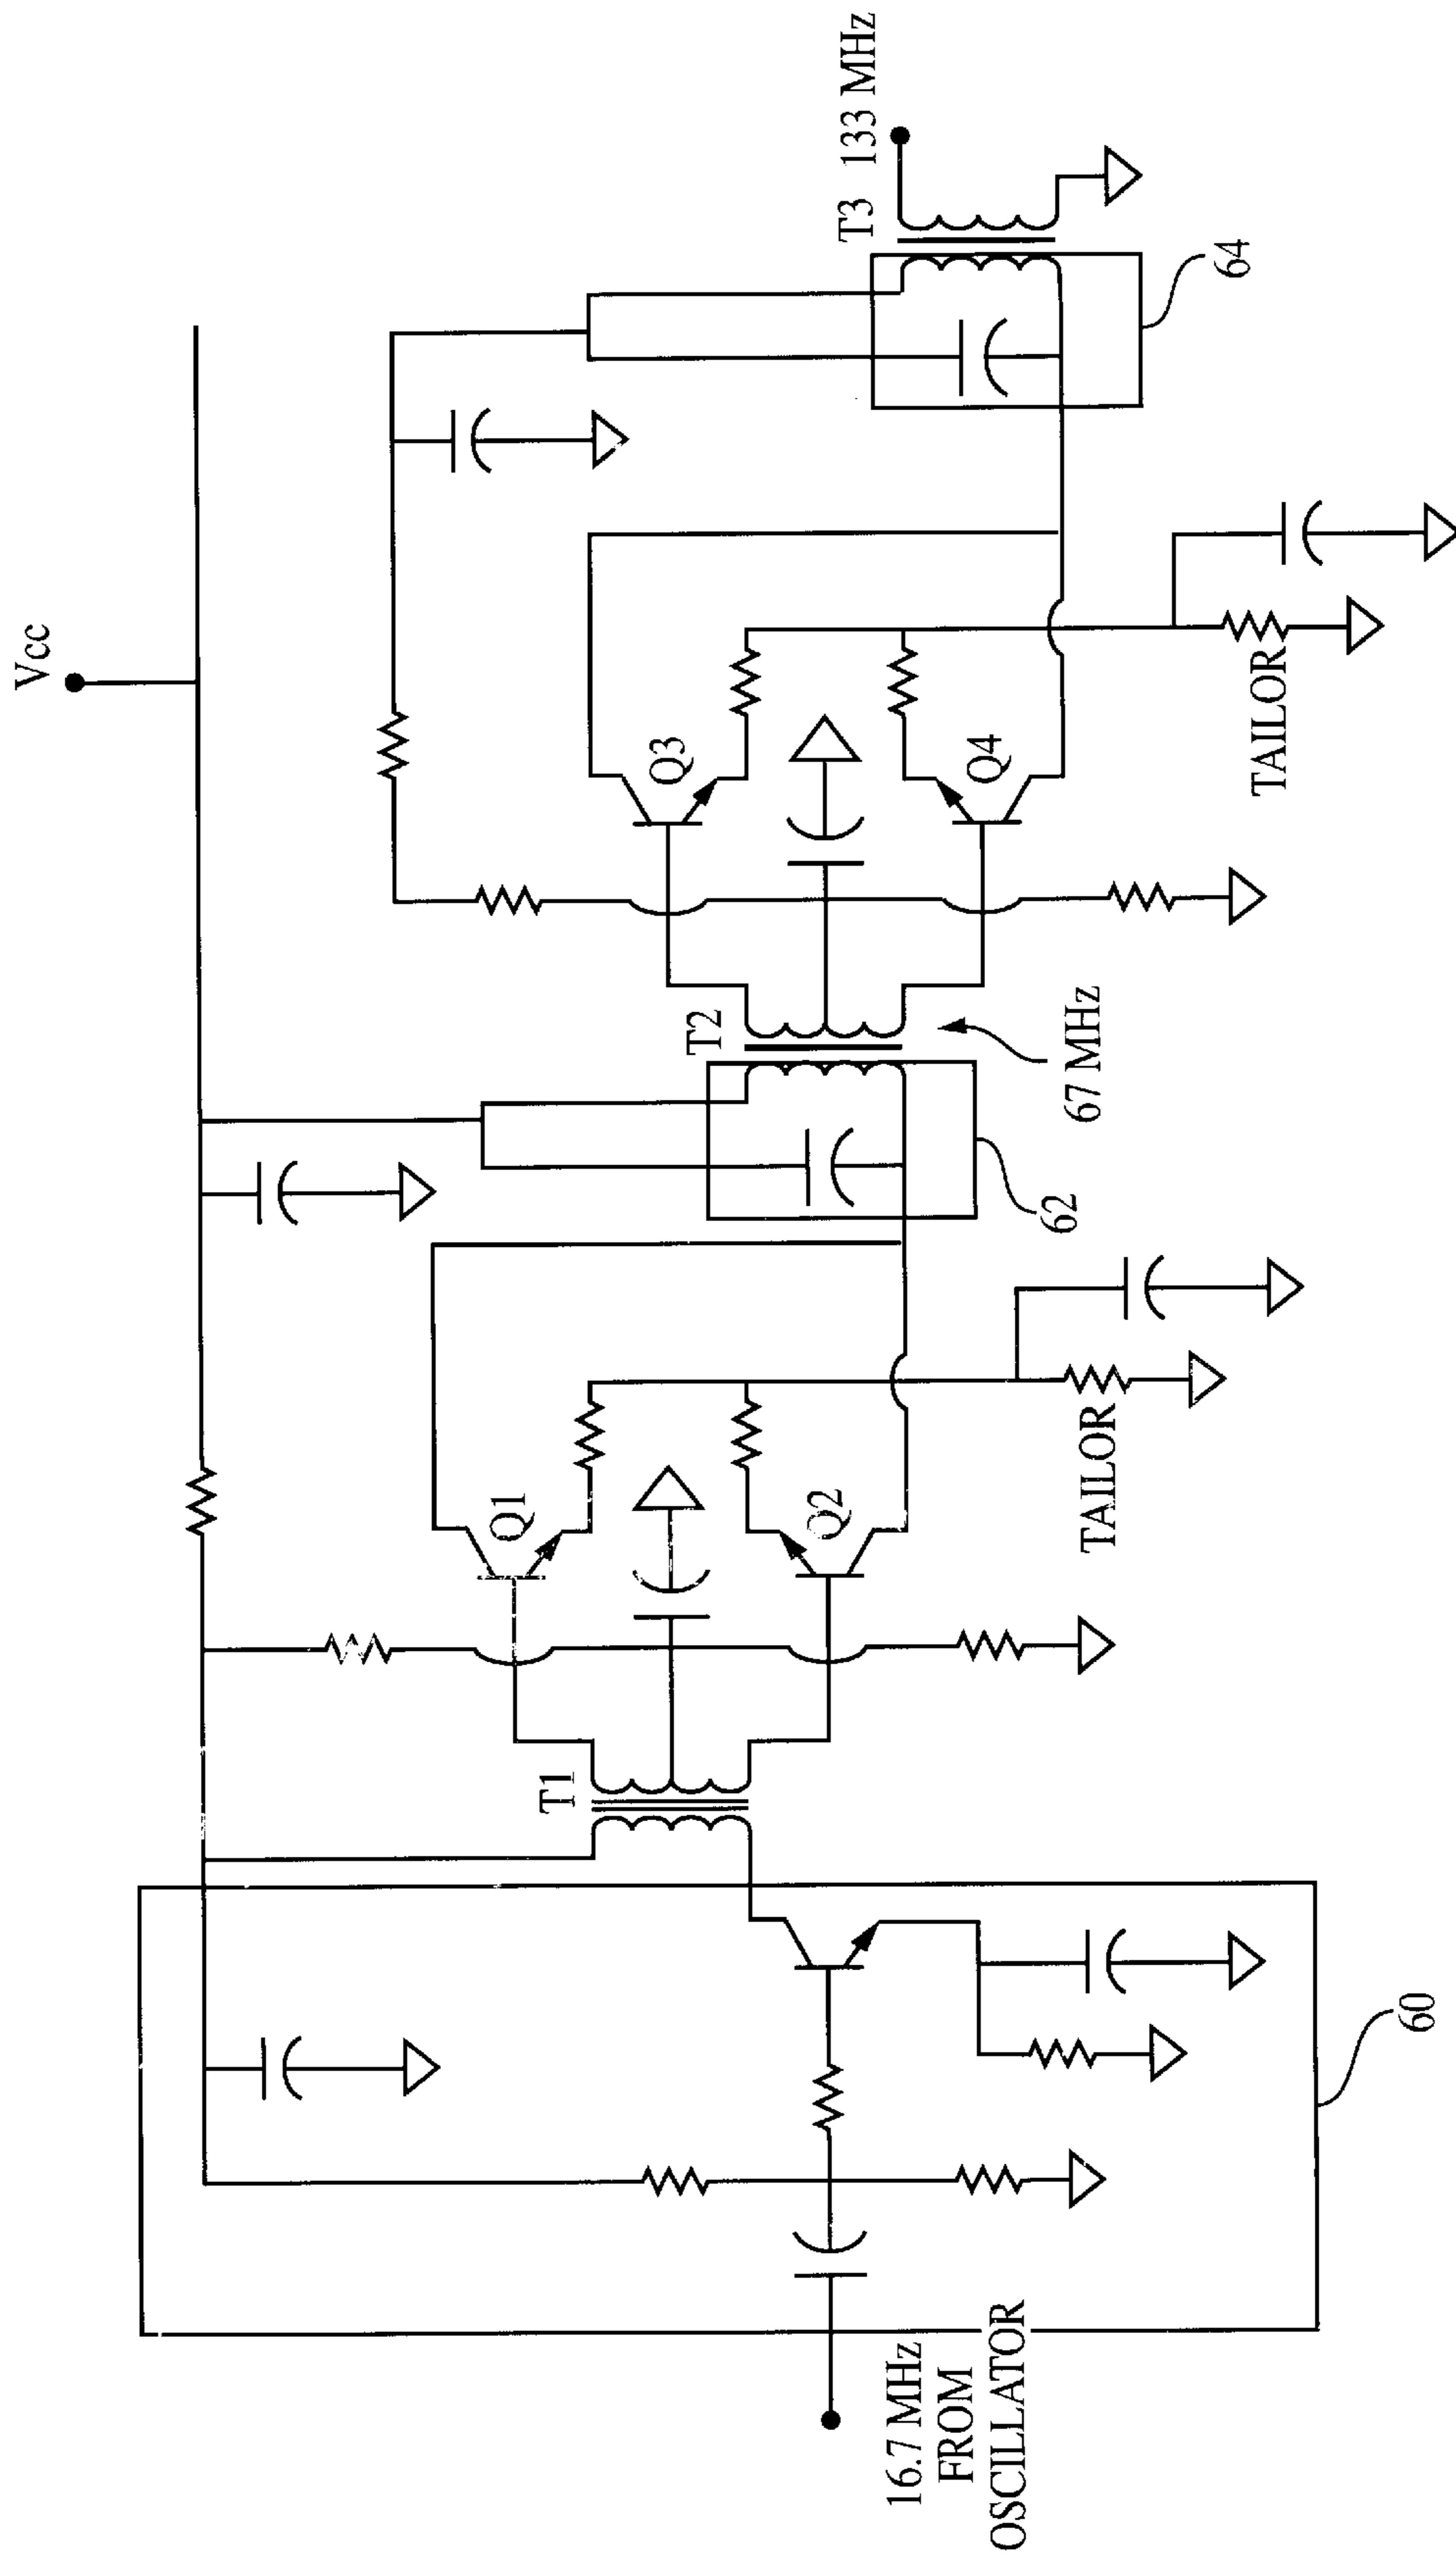 Vcc
16.7 MHz
FROM
OSCILLATOR
60
T1
Q1
Q2
TAILOR
62
T2
67 MHz
Q3
Q4
TAILOR
T3
133 MHz
64